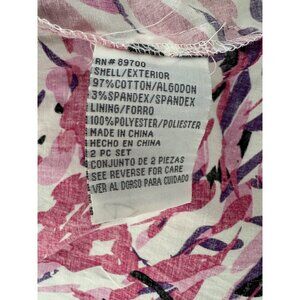 RN# 89700
SHELL/EXTERIOR
97%COTTON/ALGODON
3%SPANDEX/SPANDEX
LINING/FORRO
100%POLYESTER/POLIESTER
MADE IN CHINA
HECHO EN CHINA
2 PC SET
CONJUNTO DE 2 PIEZAS
SEE REVERSE FOR CARE
VER AL DORSO PARA CUIDADO